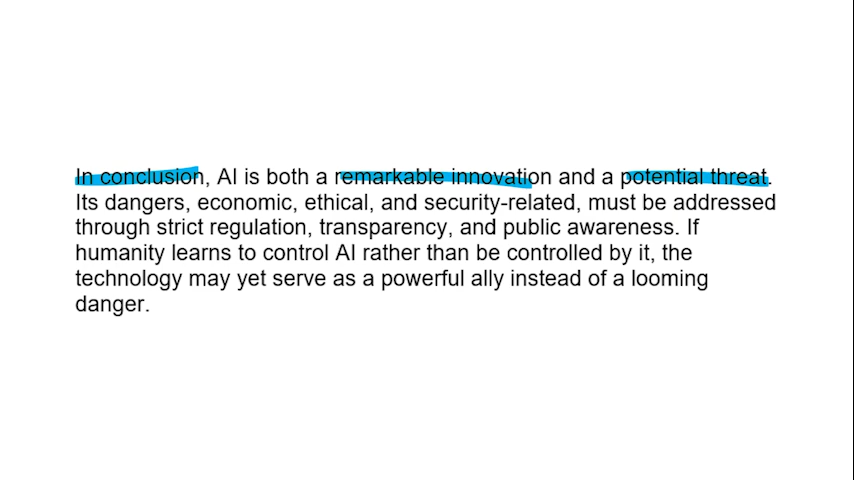 In conclusion, AI is both a remarkable innovation and a potential threat.
Its dangers, economic, ethical, and security-related, must be addressed
through strict regulation, transparency, and public awareness. If
humanity learns to control AI rather than be controlled by it, the
technology may yet serve as a powerful ally instead of a looming
danger.